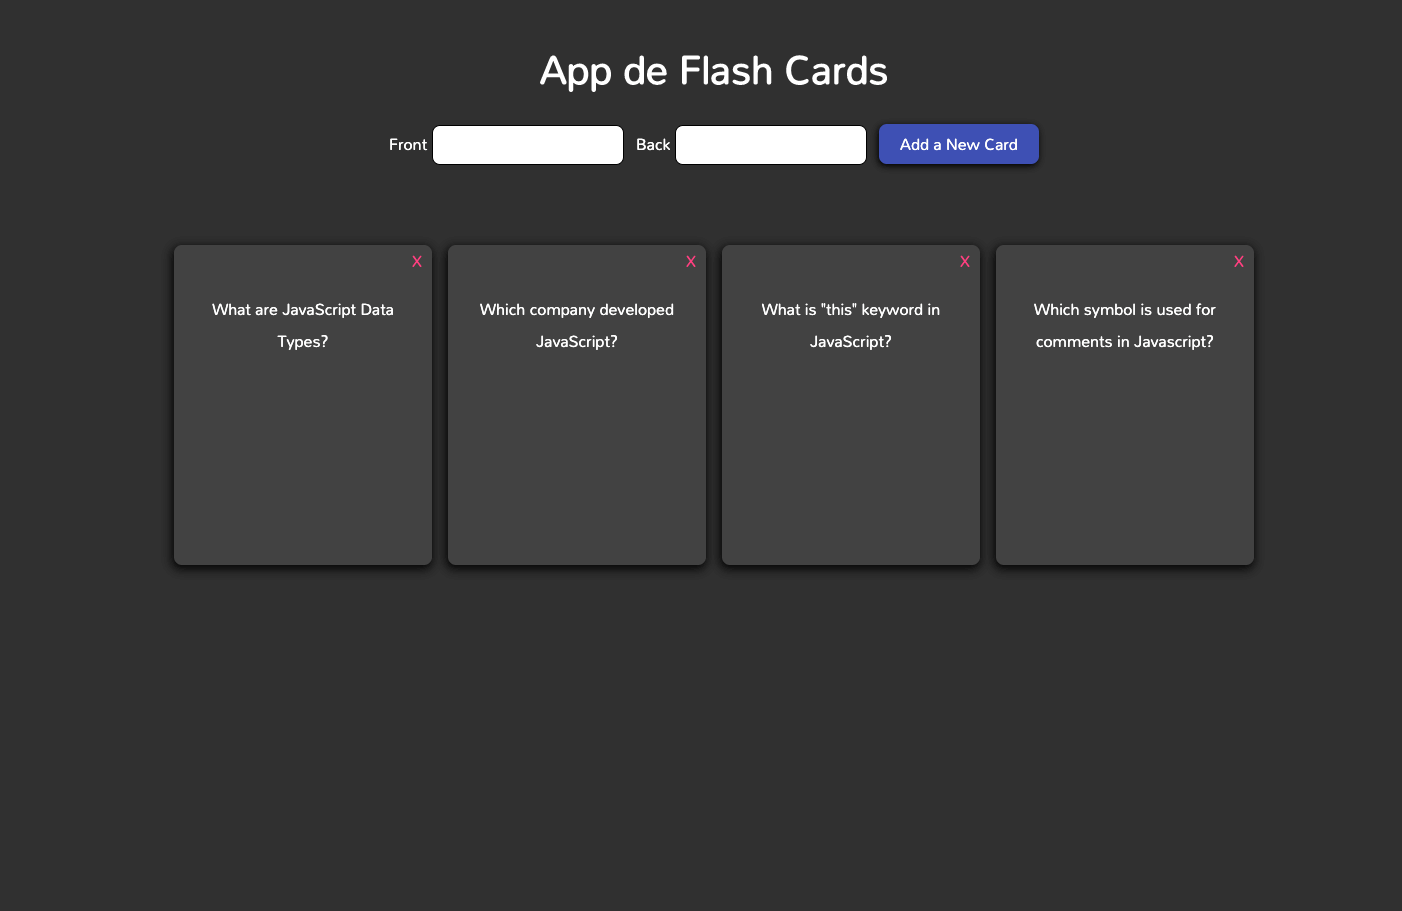 App de Flash Cards
Front
Back
Add a New Card
X
What are JavaScript Data
Types?
X
Which company developed
JavaScript?
X
What is "this" keyword in
JavaScript?
X
Which symbol is used for
comments in Javascript?